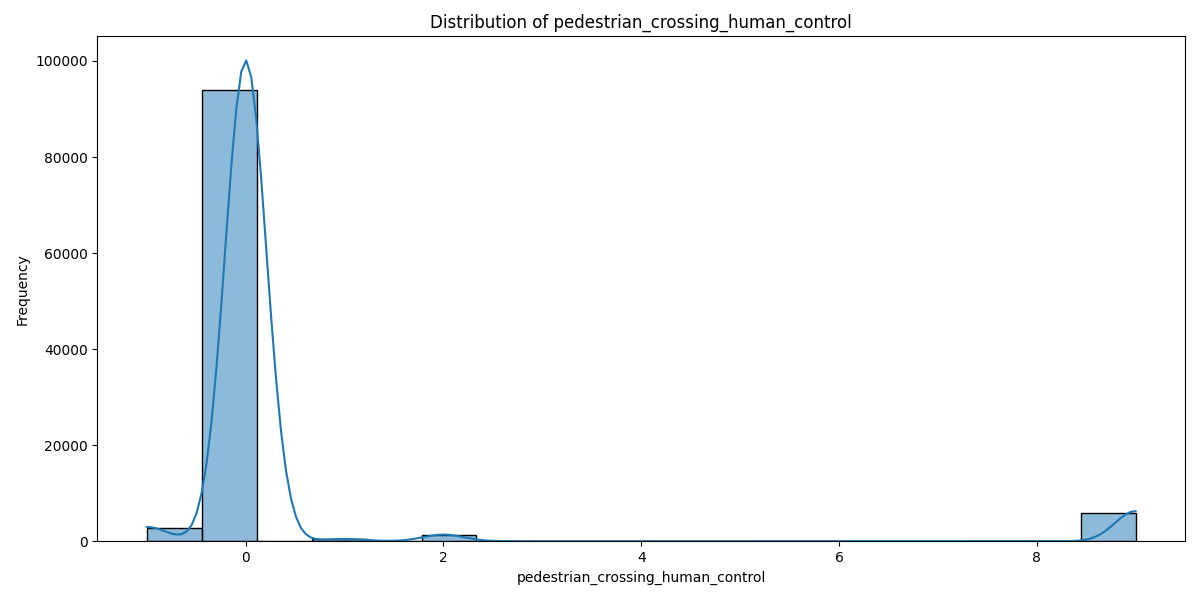 Distribution of pedestrian_crossing_human_control
100000
80000
60000
40000
20000
0
Frequency
0 2 4 6 8
pedestrian_crossing_human_control